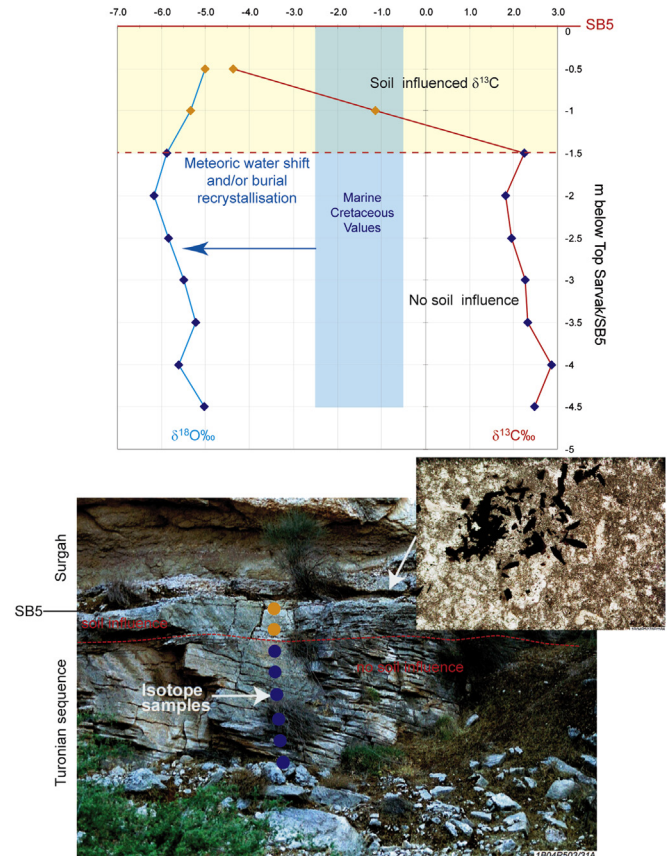 -7.0 -6.0 -5.0 -4.0 -3.0 -2.0 -1.0 0.0 1.0 2.0 3.0
SB5
0
-0.5
-1
-1.5
-2
-2.5
-3
-3.5
-4
-4.5
-5
m below Top Sarvak/SB5
Soil influenced δ¹³C
Meteoric water shift
and/or burial
recrystallisation
Marine
Cretaceous
Values
No soil influence
δ¹⁸O‰
δ¹³C‰
Surgah
SB5
Turonian sequence
soil influence
no soil influence
Isotope
samples